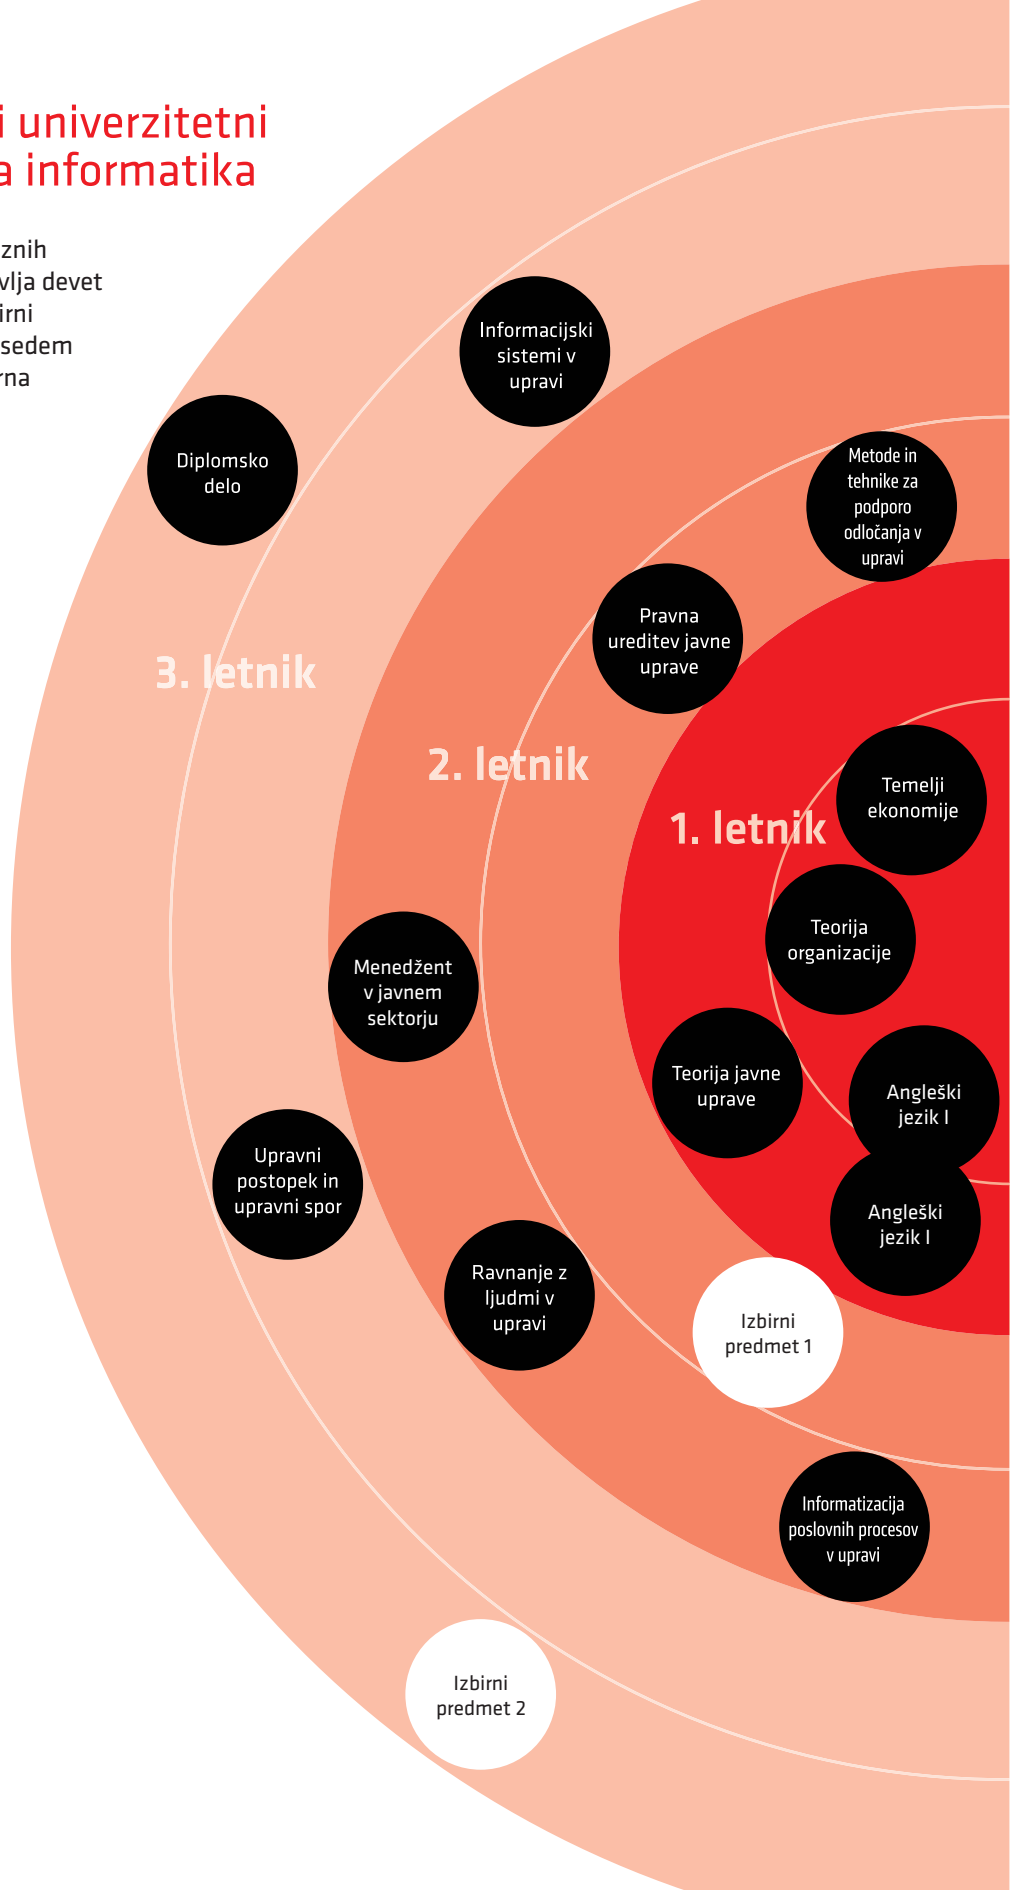 i univerzitetni
a informatika
znih
vlja devet
irni
sedem
rna
Informacijski
sistemi v
upravi
Diplomsko
delo
Metode in
tehnike za
podporo
odločanja v
upravi
Pravna
ureditev javne
uprave
3. letnik
2. letnik
1. letnik
Temelji
ekonomije
Teorija
organizacije
Menedžent
v javnem
sektorju
Teorija javne
uprave
Angleški
jezik I
Upravni
postopek in
upravni spor
Angleški
jezik I
Ravnanje z
ljudmi v
upravi
Izbirni
predmet 1
Informatizacija
poslovnih procesov
v upravi
Izbirni
predmet 2